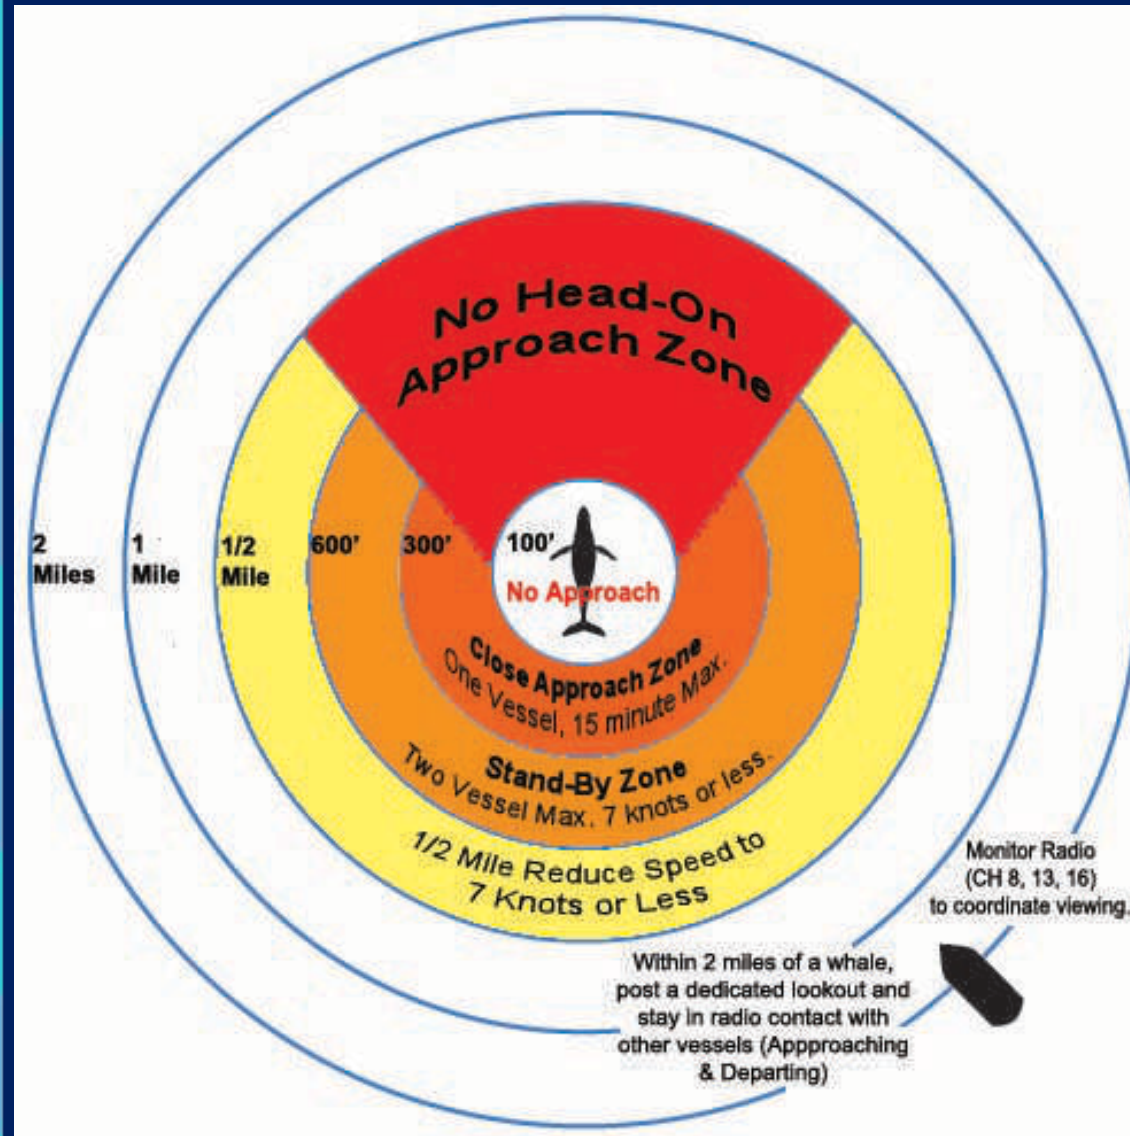 No Head-On
Approach Zone
2
Miles
1
Mile
1/2
Mile
600'
300'
100'
No Approach
Close Approach Zone
One Vessel, 15 minute Max.
Stand-By Zone
Two Vessel Max. 7 knots or less.
1/2 Mile Reduce Speed to
7 Knots or Less
Monitor Radio
(CH 8, 13, 16)
to coordinate viewing.
Within 2 miles of a whale,
post a dedicated lookout and
stay in radio contact with
other vessels (Appproaching
& Departing)